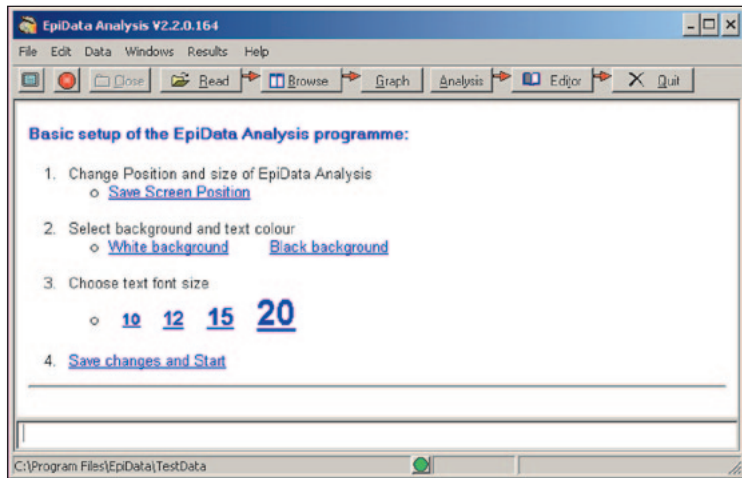 EpiData Analysis V2.2.0.164
File Edit Data Windows Results Help
Close Read Browse Graph Analysis Editor Quit
Basic setup of the EpiData Analysis programme:
1. Change Position and size of EpiData Analysis
o Save Screen Position
2. Select background and text colour
o White background Black background
3. Choose text font size
o 10 12 15 20
4. Save changes and Start
C:\Program Files\EpiData\TestData